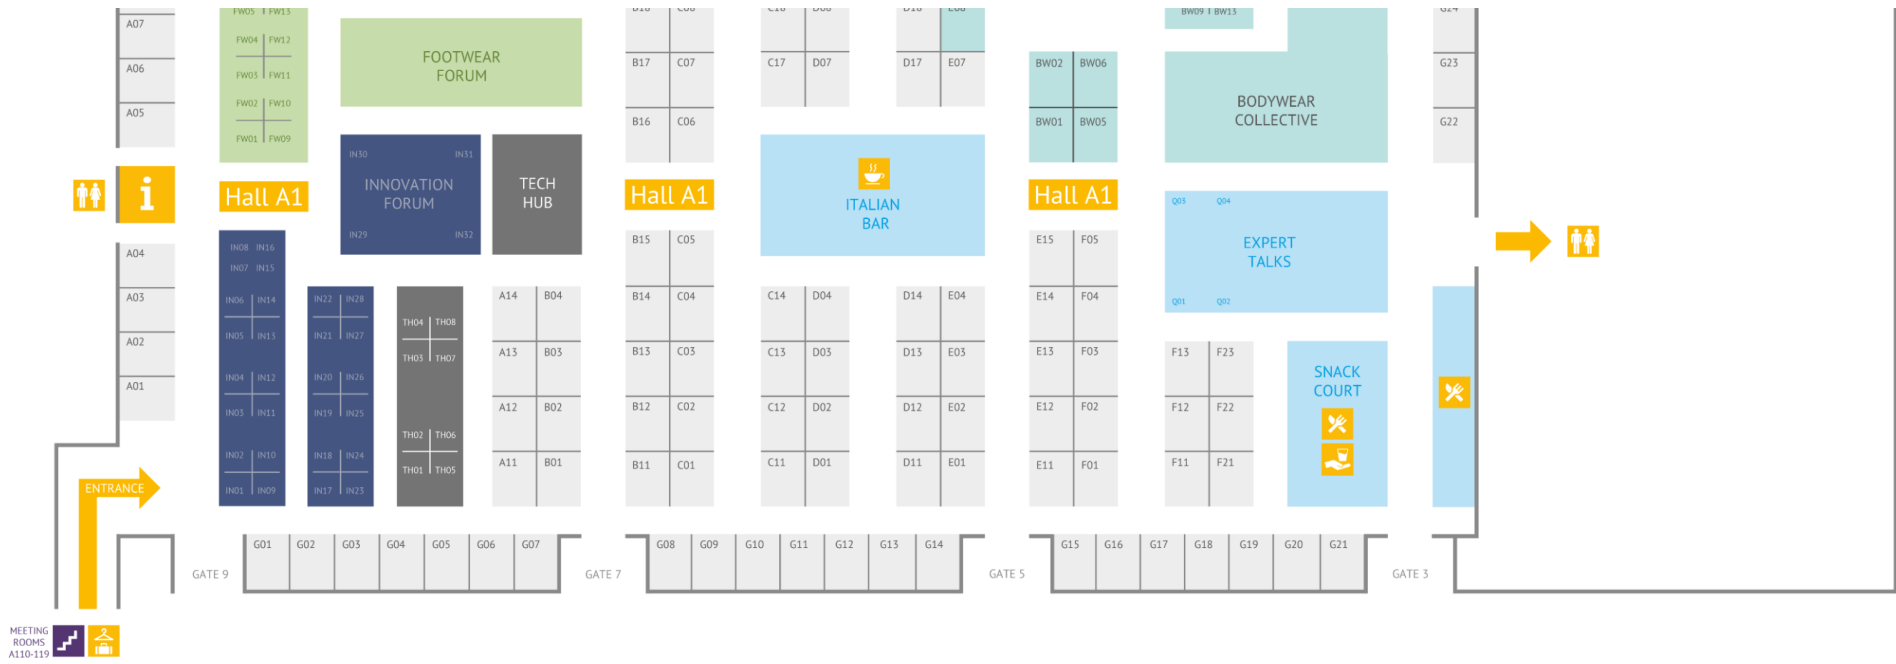 A07
A06
A05
FW05 FW13
FW04 FW12
FW03 FW11
FW02 FW10
FW01 FW09
FOOTWEAR
FORUM
IN30 IN31
INNOVATION
FORUM
IN29 IN32
TECH
HUB
B18 C08
B17 C07
B16 C06
C18 D08
C17 D07
D18 E08
D17 E07
BW02 BW06
BW01 BW05
BW09 BW13
BODYWEAR
COLLECTIVE
G24
G23
G22
i
Hall A1
Hall A1
Hall A1
ITALIAN
BAR
Q03 Q04
EXPERT
TALKS
Q01 Q02
A04
A03
A02
A01
IN08 IN16
IN07 IN15
IN06 IN14
IN05 IN13
IN04 IN12
IN03 IN11
IN02 IN10
IN01 IN09
IN22 IN28
IN21 IN27
IN20 IN26
IN19 IN25
IN18 IN24
IN17 IN23
TH04 TH08
TH03 TH07
TH02 TH06
TH01 TH05
A14 B04
A13 B03
A12 B02
A11 B01
B15 C05
B14 C04
B13 C03
B12 C02
B11 C01
C14 D04
C13 D03
C12 D02
C11 D01
D14 E04
D13 E03
D12 E02
D11 E01
E15 F05
E14 F04
E13 F03
E12 F02
E11 F01
F13 F23
F12 F22
F11 F21
SNACK
COURT
ENTRANCE
GATE 9
G01 G02 G03 G04 G05 G06 G07
GATE 7
G08 G09 G10 G11 G12 G13 G14
GATE 5
G15 G16 G17 G18 G19 G20 G21
GATE 3
MEETING
ROOMS
A110-119